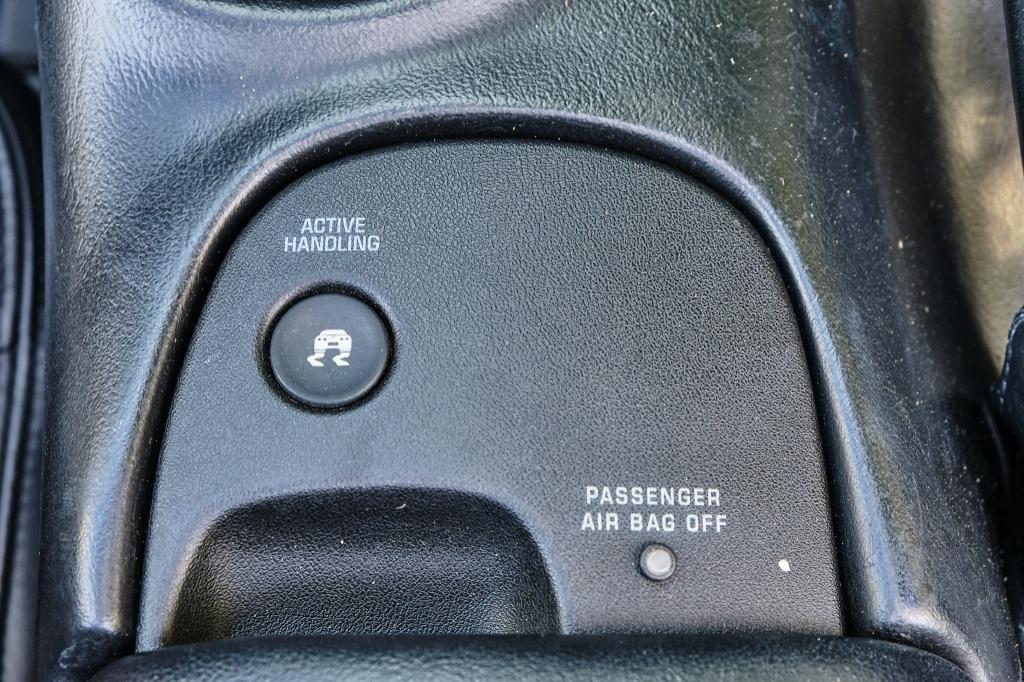 ACTIVE
HANDLING
PASSENGER
AIR BAG OFF